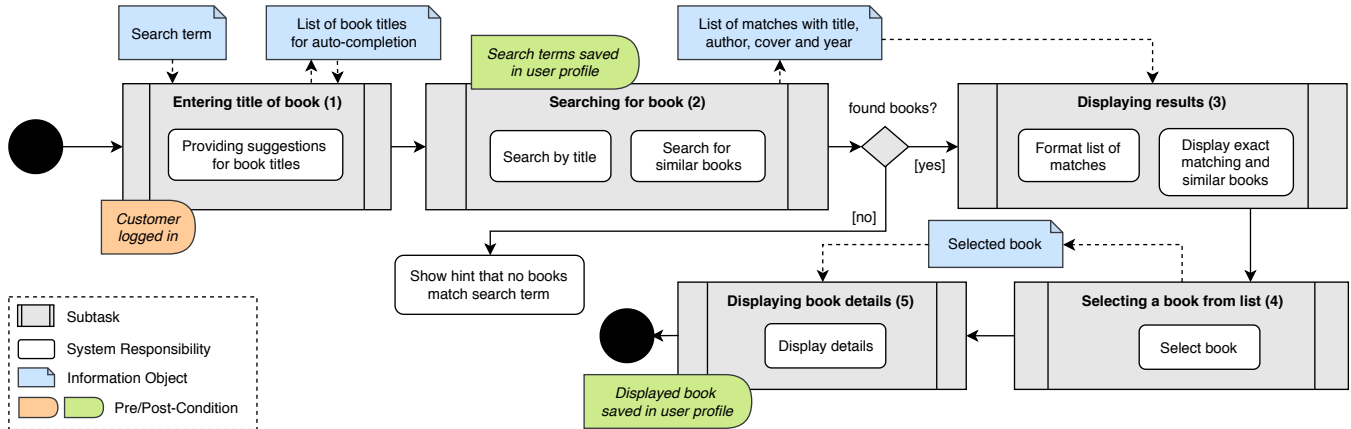 Search term
List of book titles
for auto-completion
List of matches with title,
author, cover and year
Search terms saved
in user profile
Entering title of book (1)
Providing suggestions
for book titles
Customer
logged in
Searching for book (2)
Search by title
Search for
similar books
found books?
[yes]
[no]
Displaying results (3)
Format list of
matches
Display exact
matching and
similar books
Show hint that no books
match search term
Selected book
Selecting a book from list (4)
Select book
Displaying book details (5)
Display details
Displayed book
saved in user profile
Subtask
System Responsibility
Information Object
Pre/Post-Condition